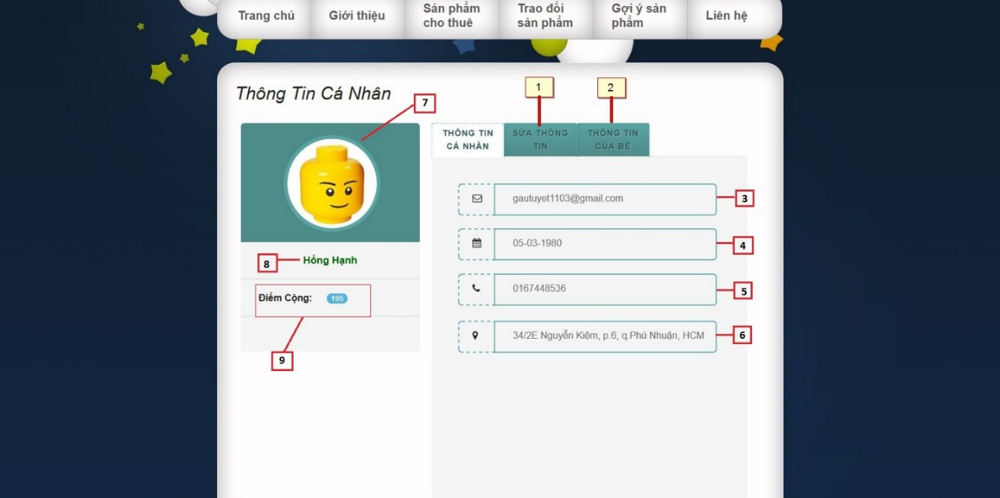 Trang chủ
Giới thiệu
Sản phẩm
cho thuê
Trao đổi
sản phẩm
Gợi ý sản
phẩm
Liên hệ
Thông Tin Cá Nhân
7
1
2
THÔNG TIN
CÁ NHÂN
SỬA THÔNG
TIN
THÔNG TIN
CỦA BÉ
gautuyet1103@gmail.com
3
05-03-1980
4
0167448536
5
34/2E Nguyễn Kiệm, p.6, q.Phú Nhuận, HCM
6
8
Hồng Hạnh
Điểm Cộng: 195
9